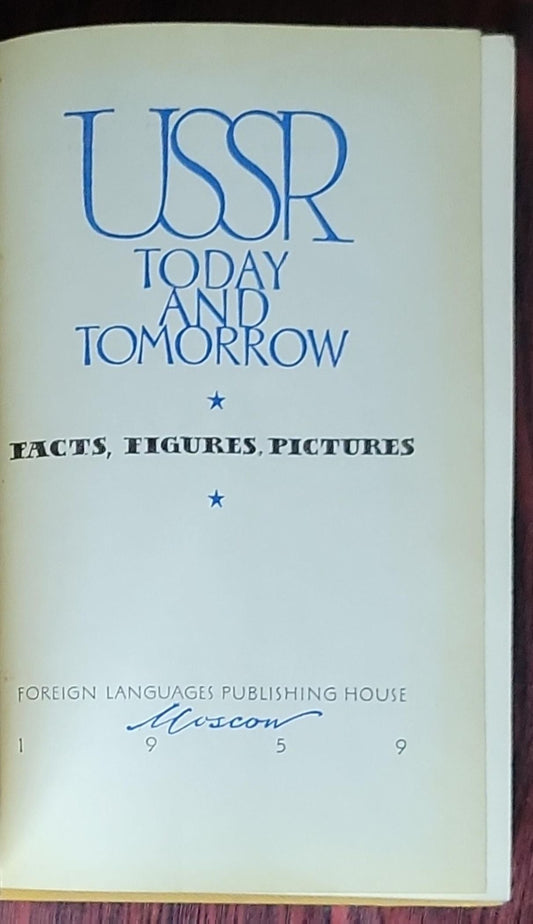 USSR
TODAY
AND
TOMORROW
★
FACTS, FIGURES, PICTURES
★
FOREIGN LANGUAGES PUBLISHING HOUSE
Moscow
1 9 5 9